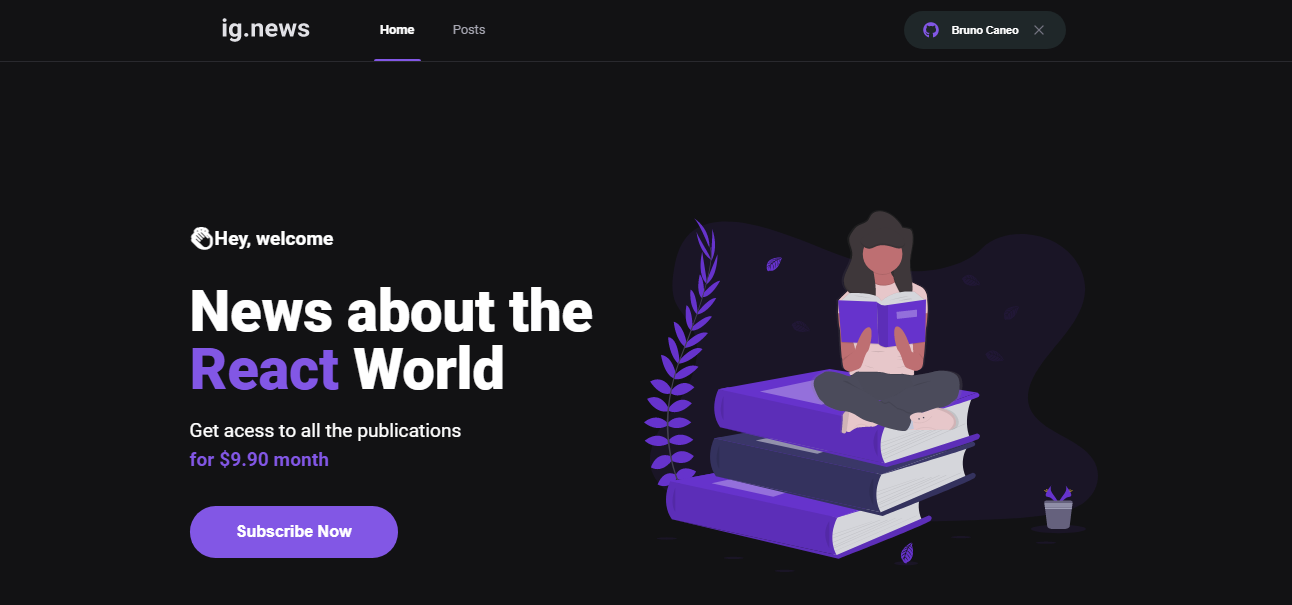 ig.news
Home
Posts
Bruno Caneo
👏Hey, welcome
News about the
React World
Get acess to all the publications
for $9.90 month
Subscribe Now